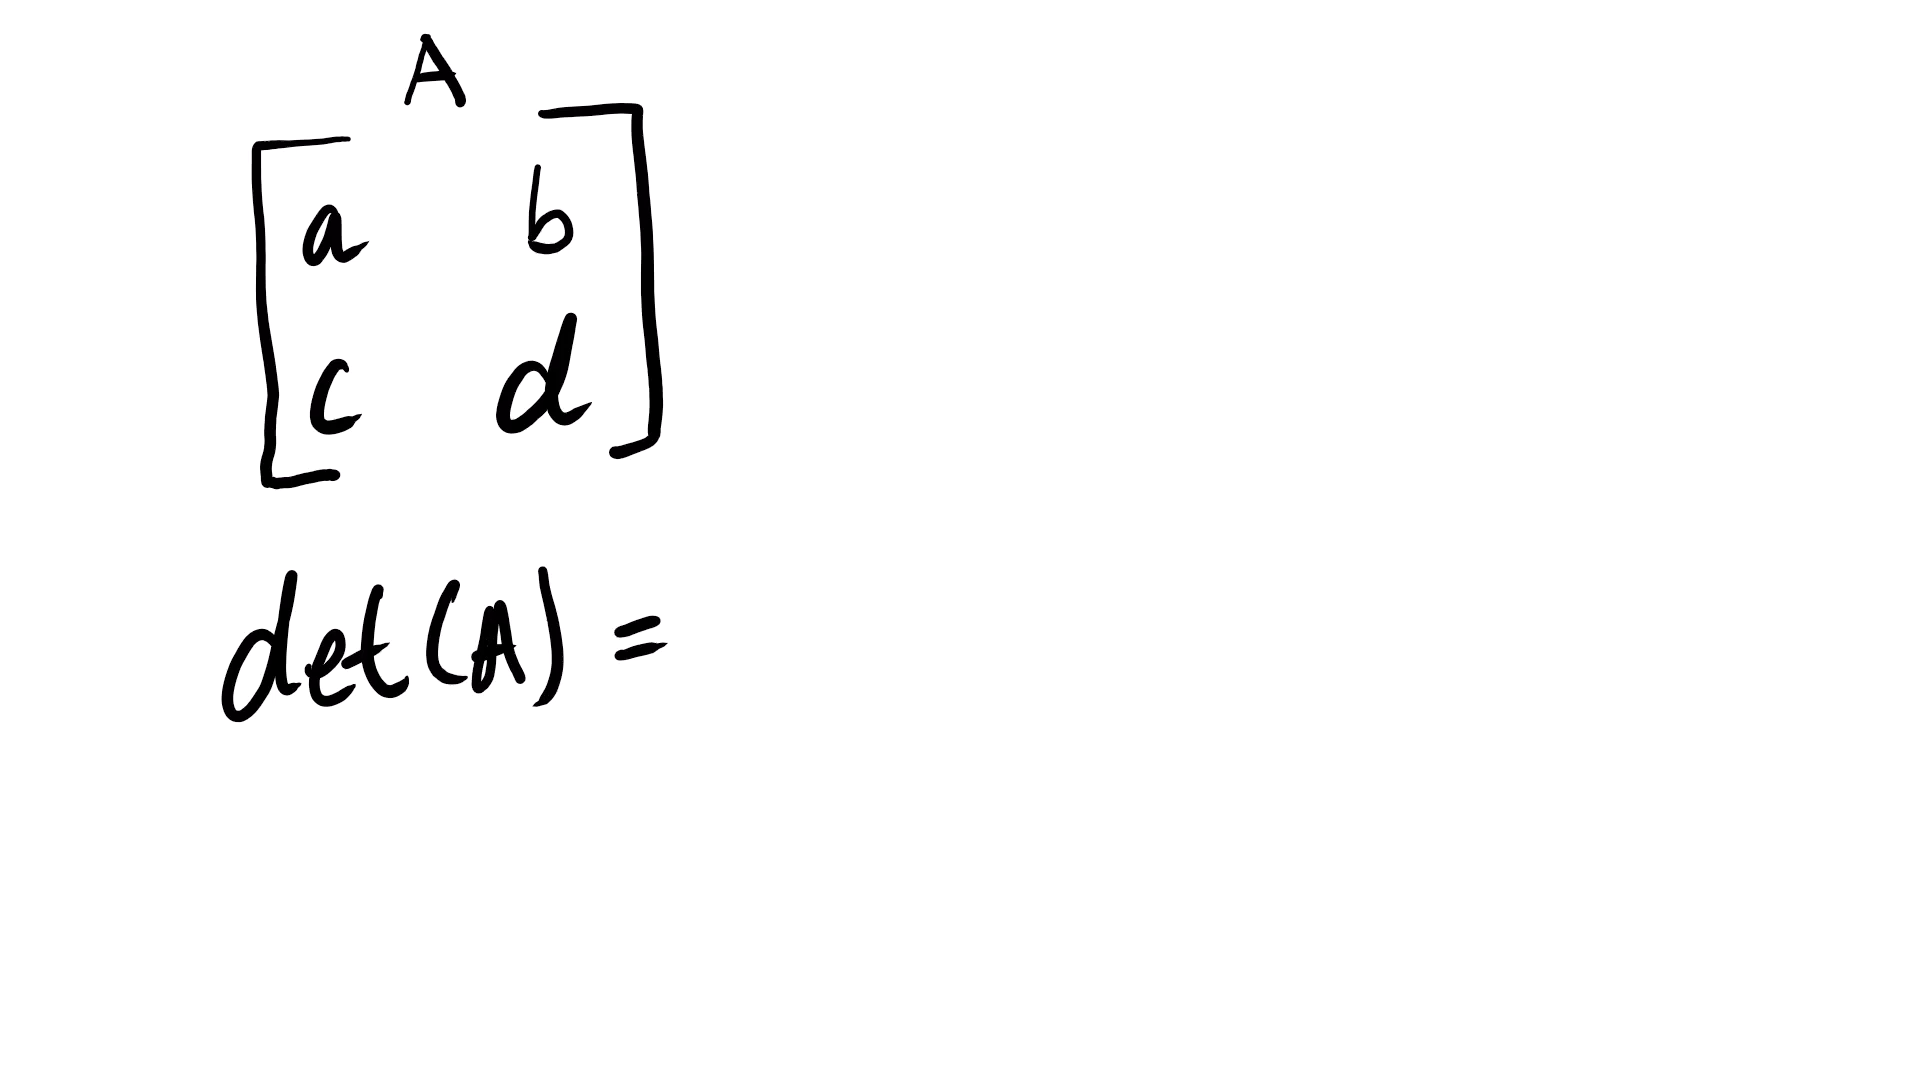 A
a b
c d
det(A) =